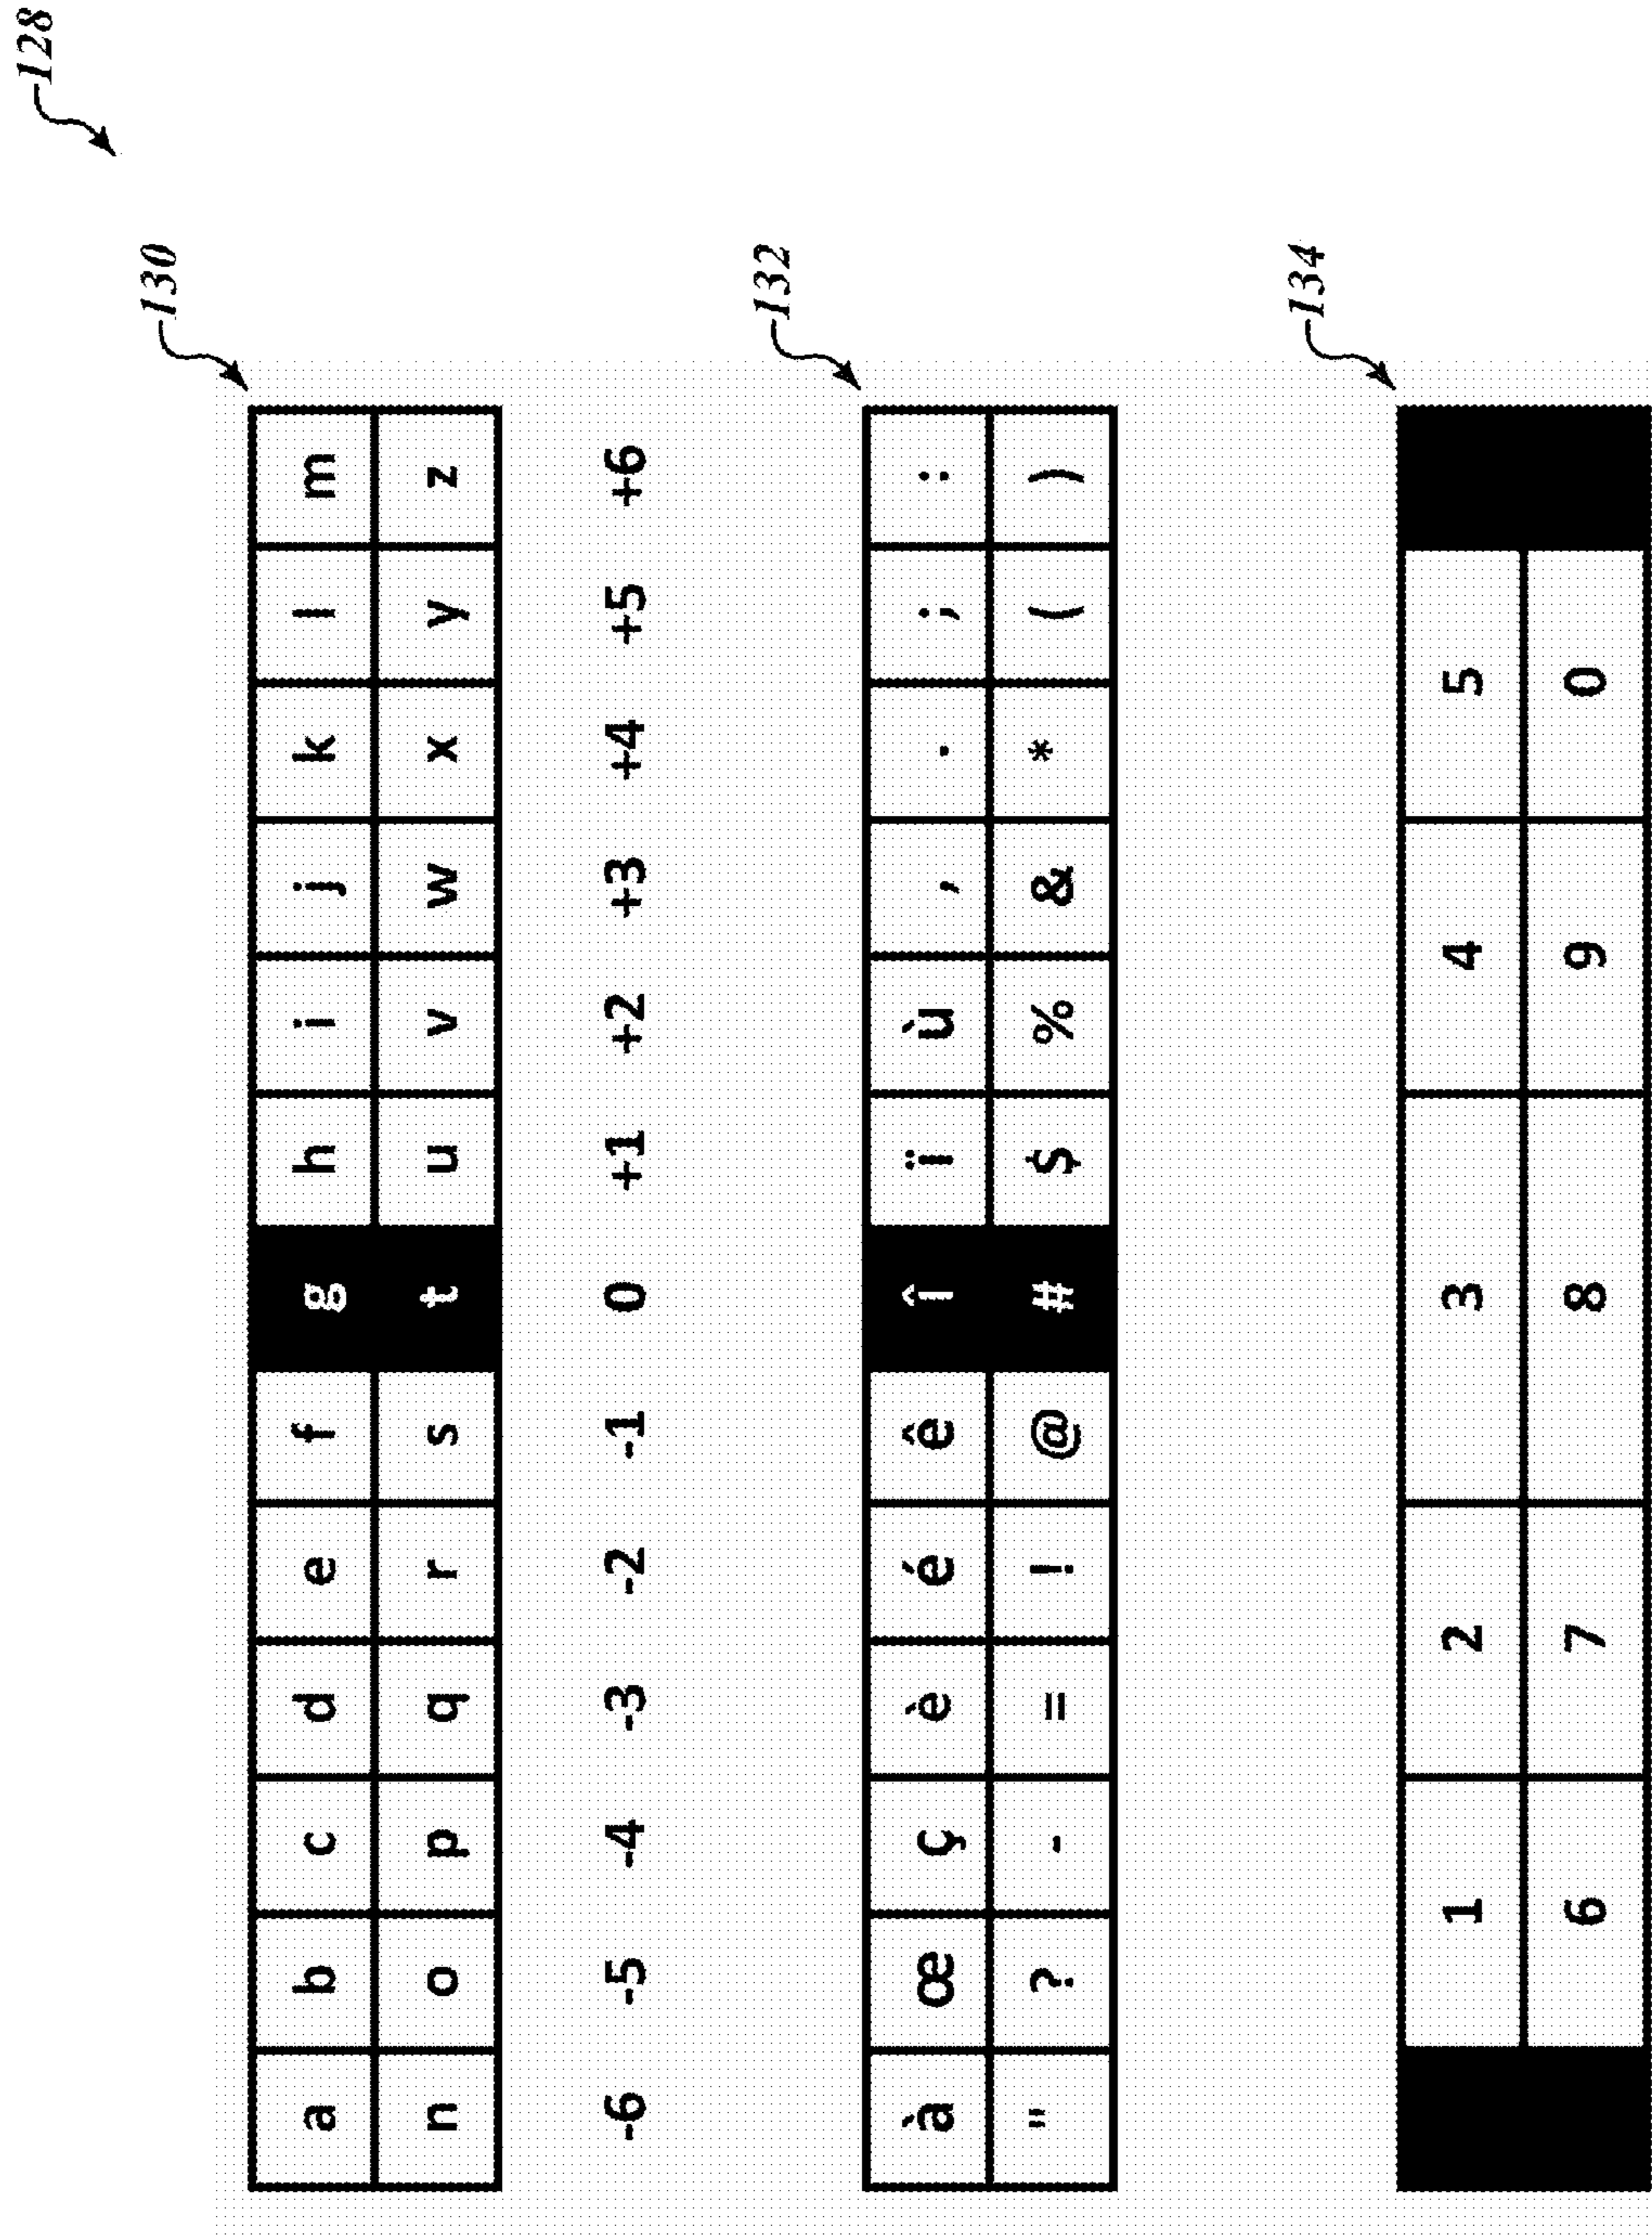 128
130
a b c d e f g h i j k l m
n o p q r s t u v w x y z
-6 -5 -4 -3 -2 -1 0 +1 +2 +3 +4 +5 +6
132
à œ ç è é ê î ï ù , . ; :
" ? - = ! @ # $ % & * ( )
134
1 2 3 4 5
6 7 8 9 0